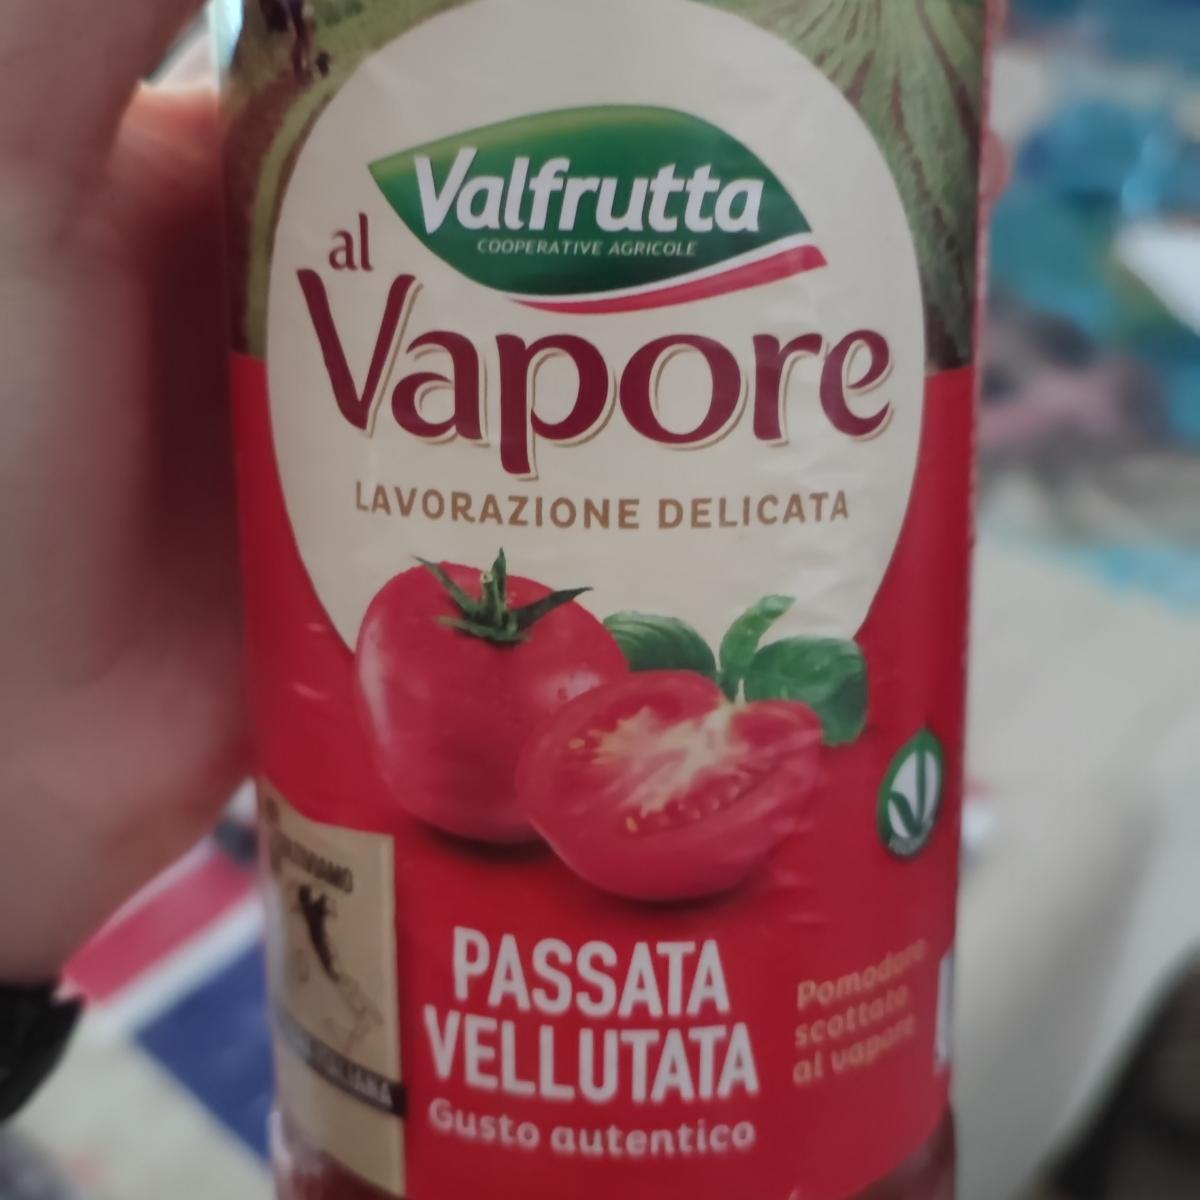 Valfrutta
COOPERATIVE AGRICOLE
al
Vapore
LAVORAZIONE DELICATA
PASSATA
VELLUTATA
Gusto autentico
Pomodoro
scottato
al vapore